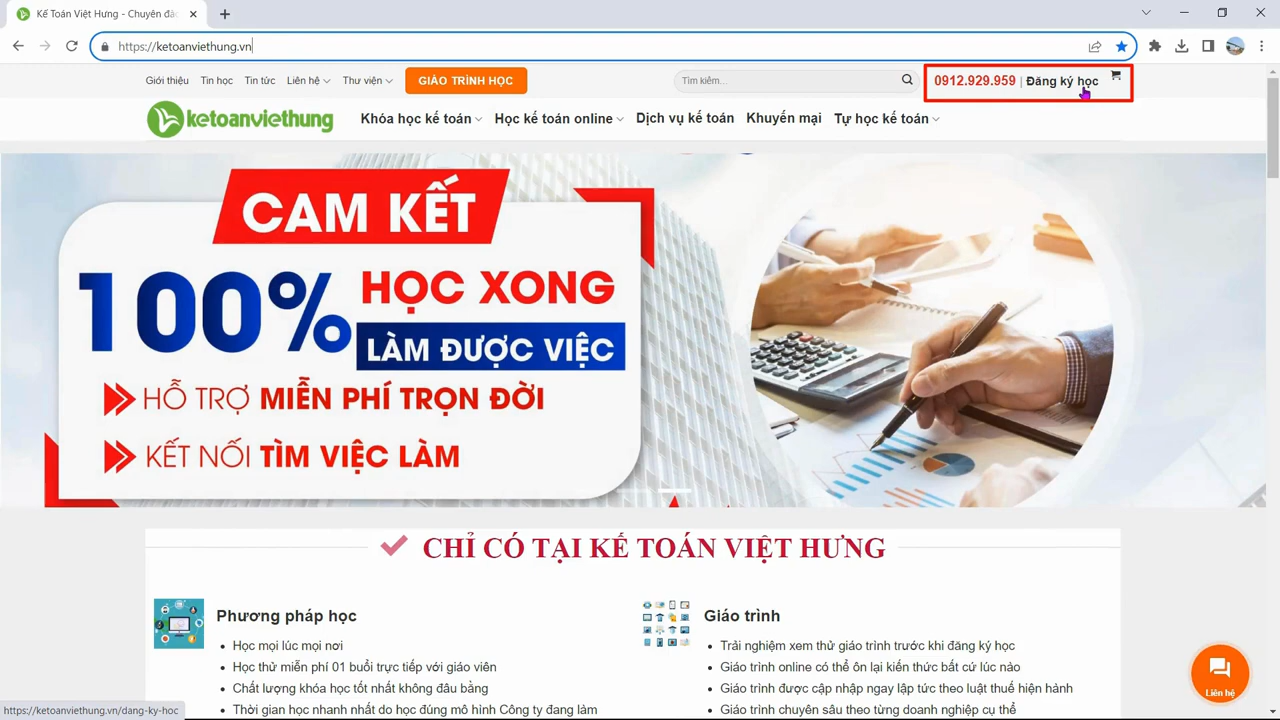 Kế Toán Việt Hưng - Chuyên đà
https://ketoanviethung.vn
Giới thiệu Tin học Tin tức Liên hệ Thư viện GIÁO TRÌNH HỌC Tìm kiếm... 0912.929.959 | Đăng ký học
ketoanviethung Khóa học kế toán Học kế toán online Dịch vụ kế toán Khuyến mại Tự học kế toán
CAM KẾT
100% HỌC XONG
LÀM ĐƯỢC VIỆC
HỖ TRỢ MIỄN PHÍ TRỌN ĐỜI
KẾT NỐI TÌM VIỆC LÀM
CHỈ CÓ TẠI KẾ TOÁN VIỆT HƯNG
Phương pháp học
• Học mọi lúc mọi nơi
• Học thử miễn phí 01 buổi trực tiếp với giáo viên
• Chất lượng khóa học tốt nhất không đâu bằng
• Thời gian học nhanh nhất do học đúng mô hình Công ty đang làm
Giáo trình
• Trải nghiệm xem thử giáo trình trước khi đăng ký học
• Giáo trình online có thể ôn lại kiến thức bất cứ lúc nào
• Giáo trình được cập nhập ngay lập tức theo luật thuế hiện hành
• Giáo trình chuyên sâu theo từng doanh nghiệp cụ thể
Liên hệ
https://ketoanviethung.vn/dang-ky-hoc